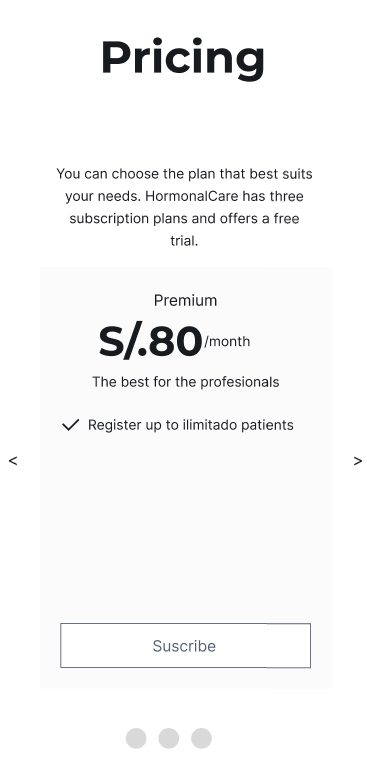 Pricing
You can choose the plan that best suits
your needs. HormonalCare has three
subscription plans and offers a free
trial.
Premium
S/.80/month
The best for the profesionals
Register up to ilimitado patients
<
>
Suscribe